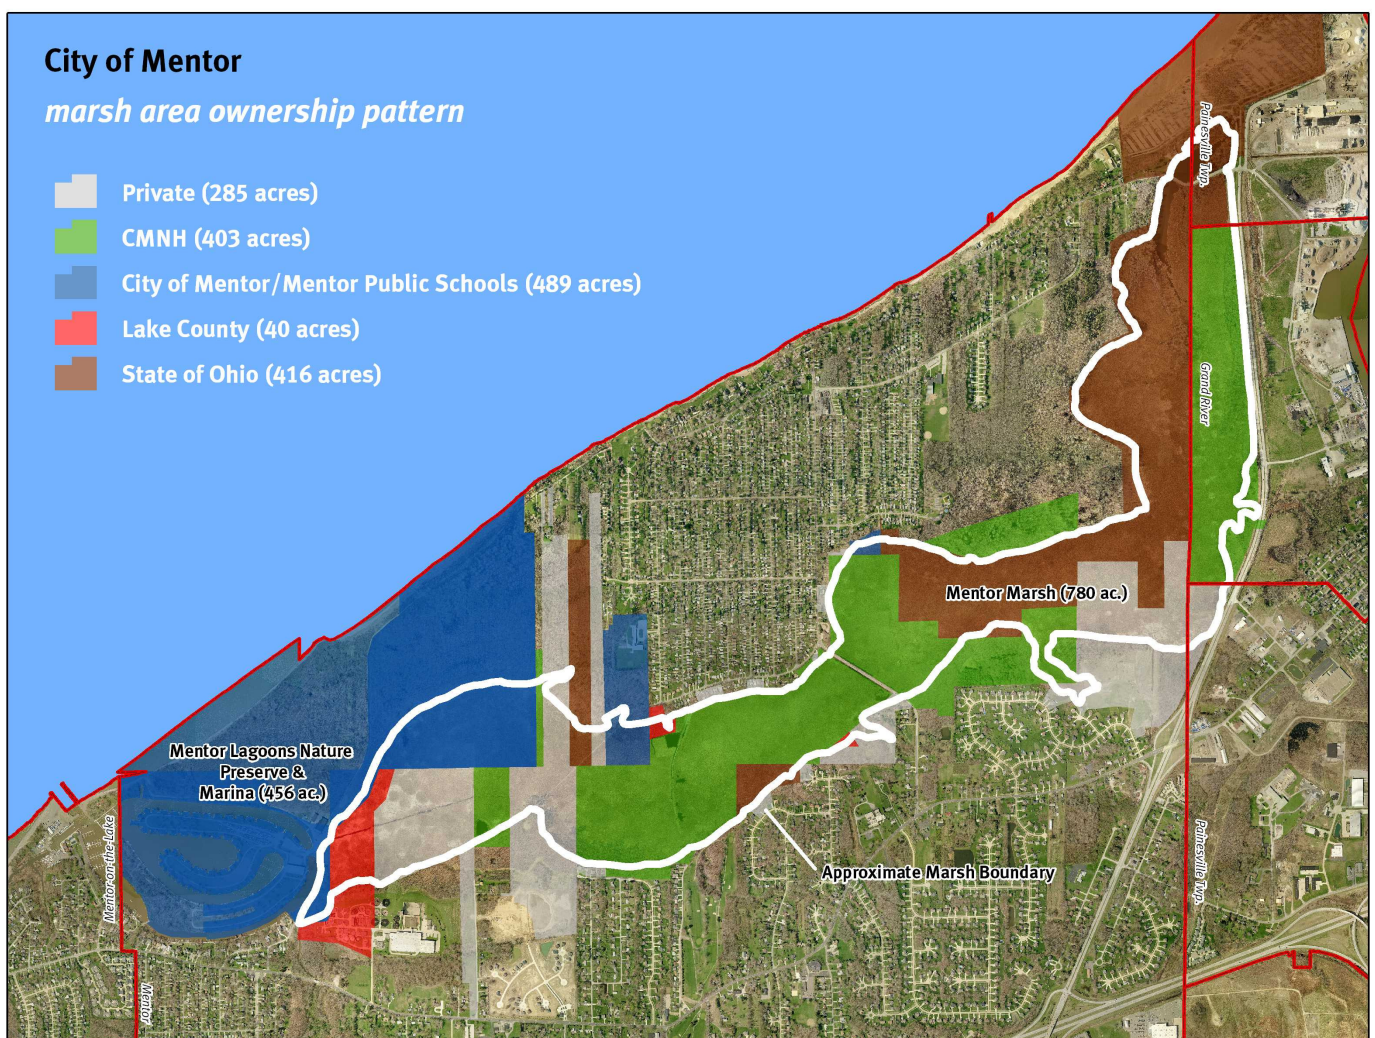 City of Mentor
marsh area ownership pattern
Private (285 acres)
CMNH (403 acres)
City of Mentor/Mentor Public Schools (489 acres)
Lake County (40 acres)
State of Ohio (416 acres)
Painesville Twp.
Grand River
Mentor Marsh (780 ac.)
Mentor Lagoons Nature
Preserve &
Marina (456 ac.)
Mentor-on-the-Lake
Approximate Marsh Boundary
Painesville Twp.
Mentor